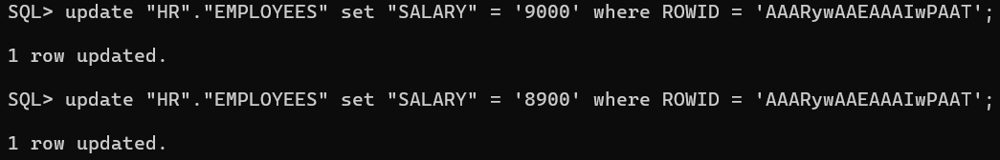 SQL> update "HR"."EMPLOYEES" set "SALARY" = '9000' where ROWID = 'AAARywAAEAAAIwPAAT';
1 row updated.
SQL> update "HR"."EMPLOYEES" set "SALARY" = '8900' where ROWID = 'AAARywAAEAAAIwPAAT';
1 row updated.